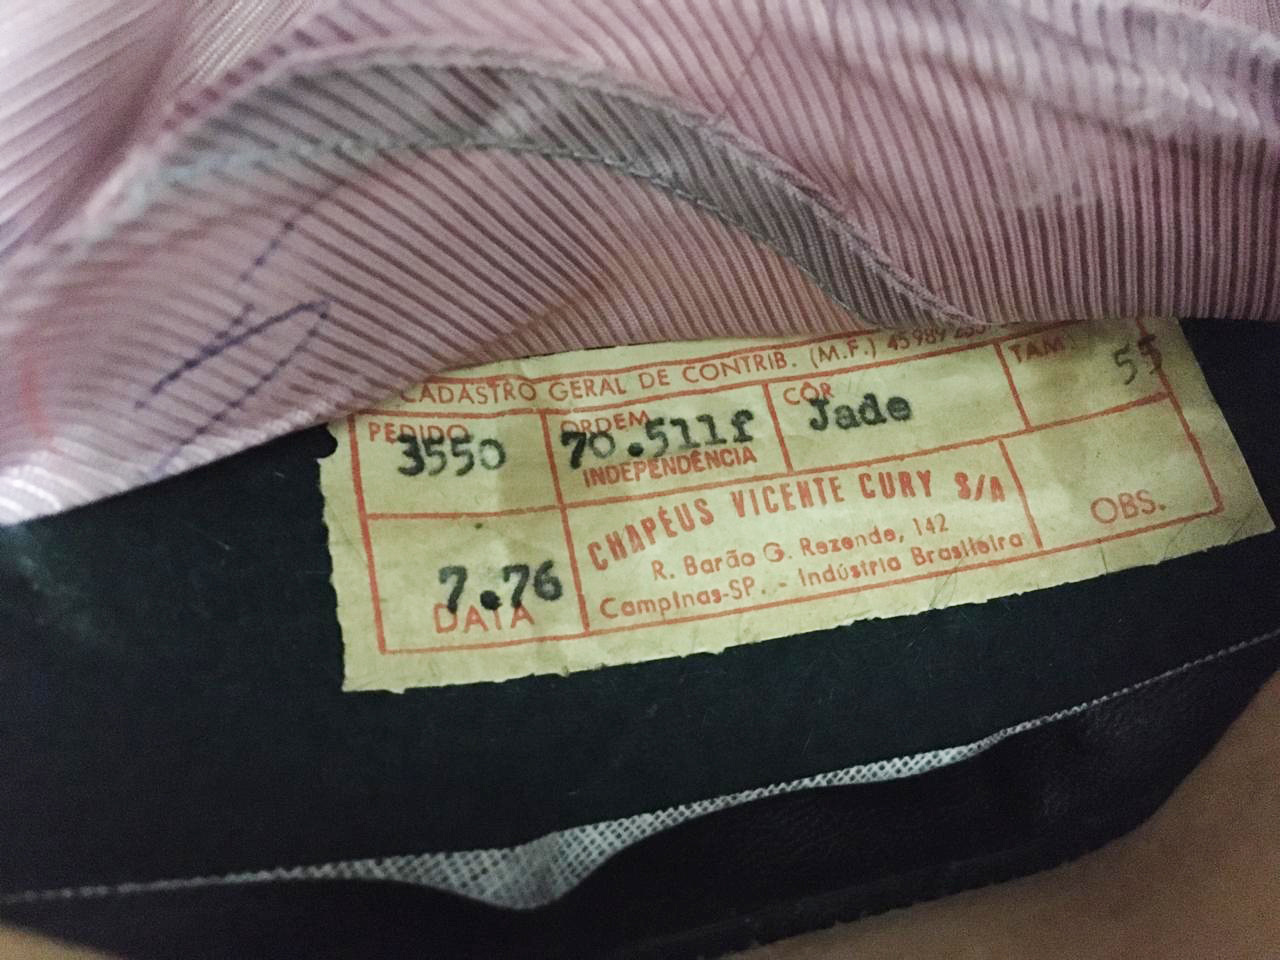 CADASTRO GERAL DE CONTRIB. (M.F.)
PEDIDO
3550
ORDEM
70.511f
INDEPENDÊNCIA
CÔR
Jade
TAM
55
7.76
DATA
CHAPÉUS VICENTE CURY S/A
R. Barão G. Rezende, 142
Campinas-SP. - Indústria Brasileira
OBS.